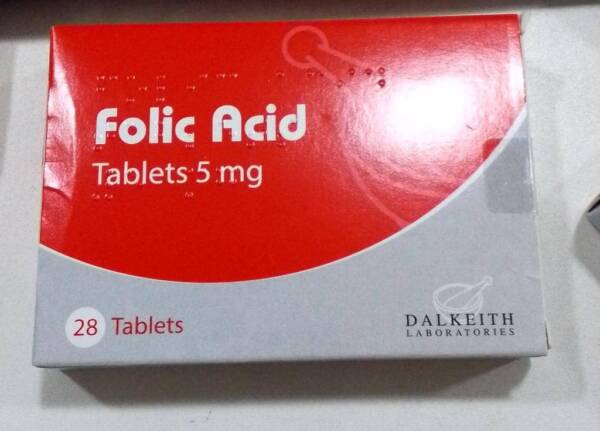 Folic Acid
Tablets 5 mg
28 Tablets
DALKEITH
LABORATORIES